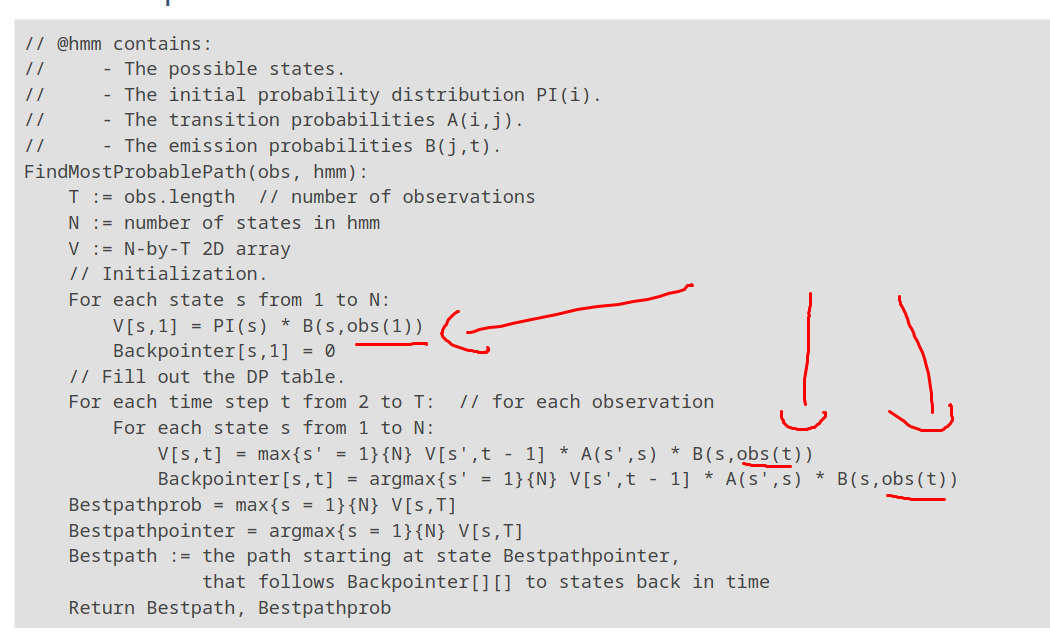 // @hmm contains:
//     - The possible states.
//     - The initial probability distribution PI(i).
//     - The transition probabilities A(i,j).
//     - The emission probabilities B(j,t).
FindMostProbablePath(obs, hmm):
    T := obs.length  // number of observations
    N := number of states in hmm
    V := N-by-T 2D array
    // Initialization.
    For each state s from 1 to N:
        V[s,1] = PI(s) * B(s,obs(1))
        Backpointer[s,1] = 0
    // Fill out the DP table.
    For each time step t from 2 to T:  // for each observation
        For each state s from 1 to N:
            V[s,t] = max{s' = 1}{N} V[s',t - 1] * A(s',s) * B(s,obs(t))
            Backpointer[s,t] = argmax{s' = 1}{N} V[s',t - 1] * A(s',s) * B(s,obs(t))
    Bestpathprob = max{s = 1}{N} V[s,T]
    Bestpathpointer = argmax{s = 1}{N} V[s,T]
    Bestpath := the path starting at state Bestpathpointer,
                that follows Backpointer[][] to states back in time
    Return Bestpath, Bestpathprob